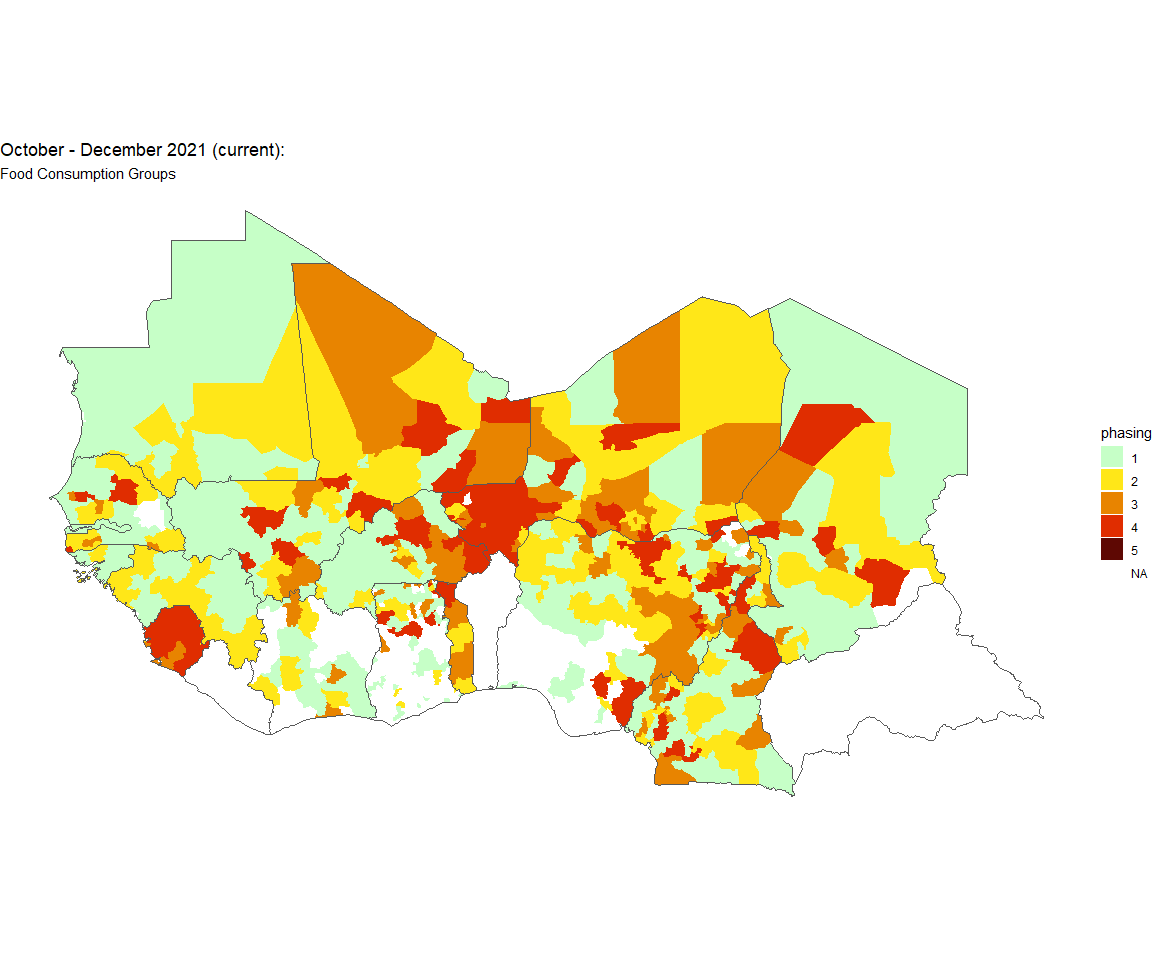 October - December 2021 (current):
Food Consumption Groups
phasing
1
2
3
4
5
NA